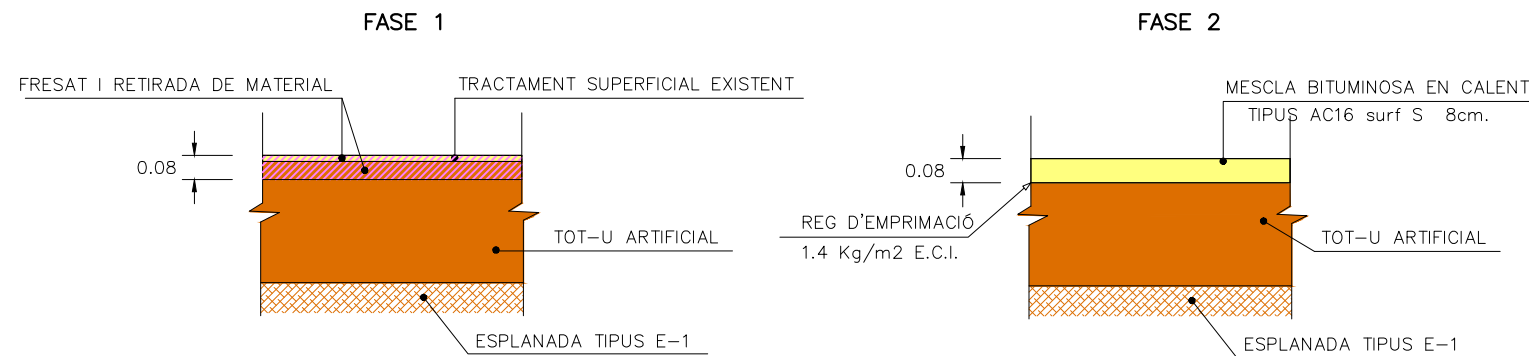 FASE 1
FRESAT I RETIRADA DE MATERIAL
TRACTAMENT SUPERFICIAL EXISTENT
0.08
TOT-U ARTIFICIAL
ESPLANADA TIPUS E-1
FASE 2
MESCLA BITUMINOSA EN CALENT
TIPUS AC16 surf S 8cm.
0.08
REG D'EMPRIMACIÓ
1.4 Kg/m2 E.C.I.
TOT-U ARTIFICIAL
ESPLANADA TIPUS E-1